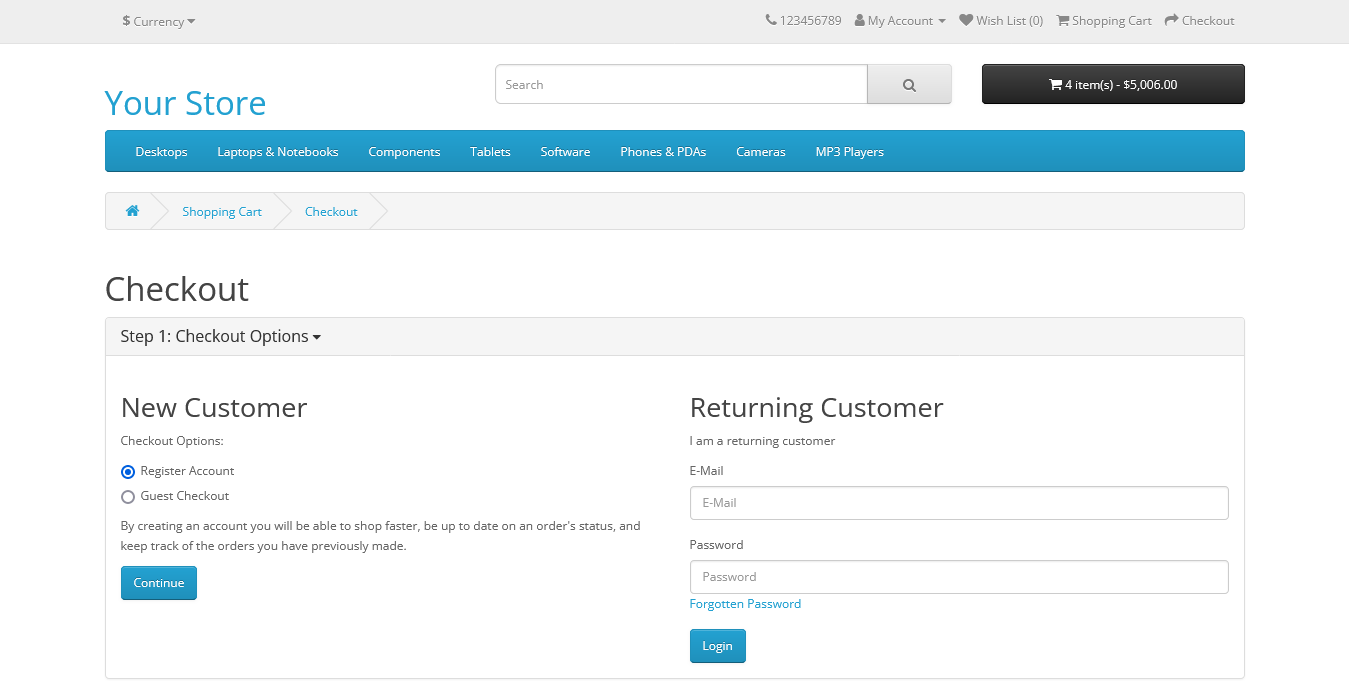 $ Currency
123456789 My Account Wish List (0) Shopping Cart Checkout
Your Store
Search
4 item(s) - $5,006.00
Desktops Laptops & Notebooks Components Tablets Software Phones & PDAs Cameras MP3 Players
Shopping Cart Checkout
Checkout
Step 1: Checkout Options
New Customer
Checkout Options:
Register Account
Guest Checkout
By creating an account you will be able to shop faster, be up to date on an order's status, and
keep track of the orders you have previously made.
Continue
Returning Customer
I am a returning customer
E-Mail
E-Mail
Password
Password
Forgotten Password
Login